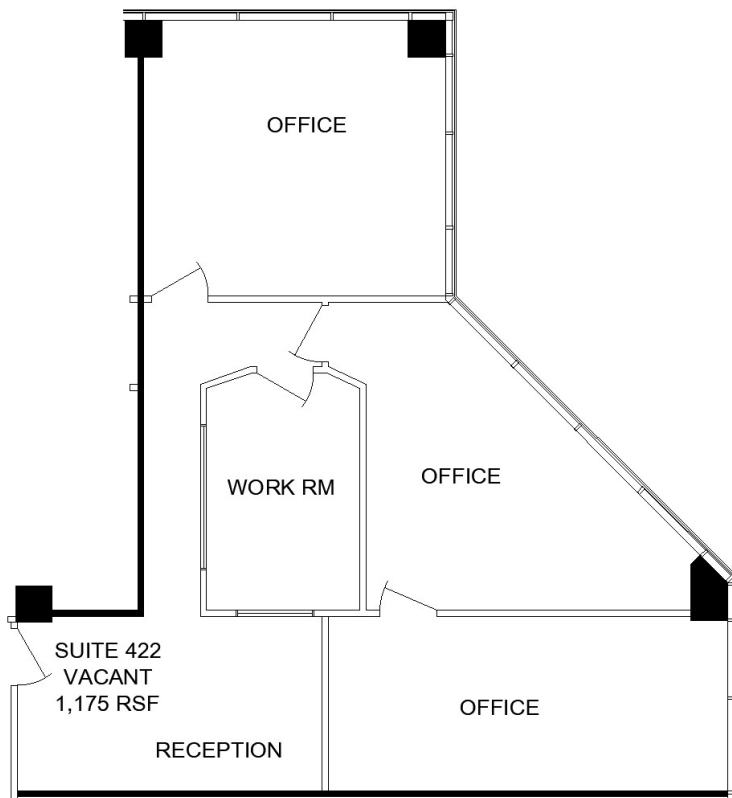 OFFICE
OFFICE
WORK RM
SUITE 422
VACANT
1,175 RSF
OFFICE
RECEPTION